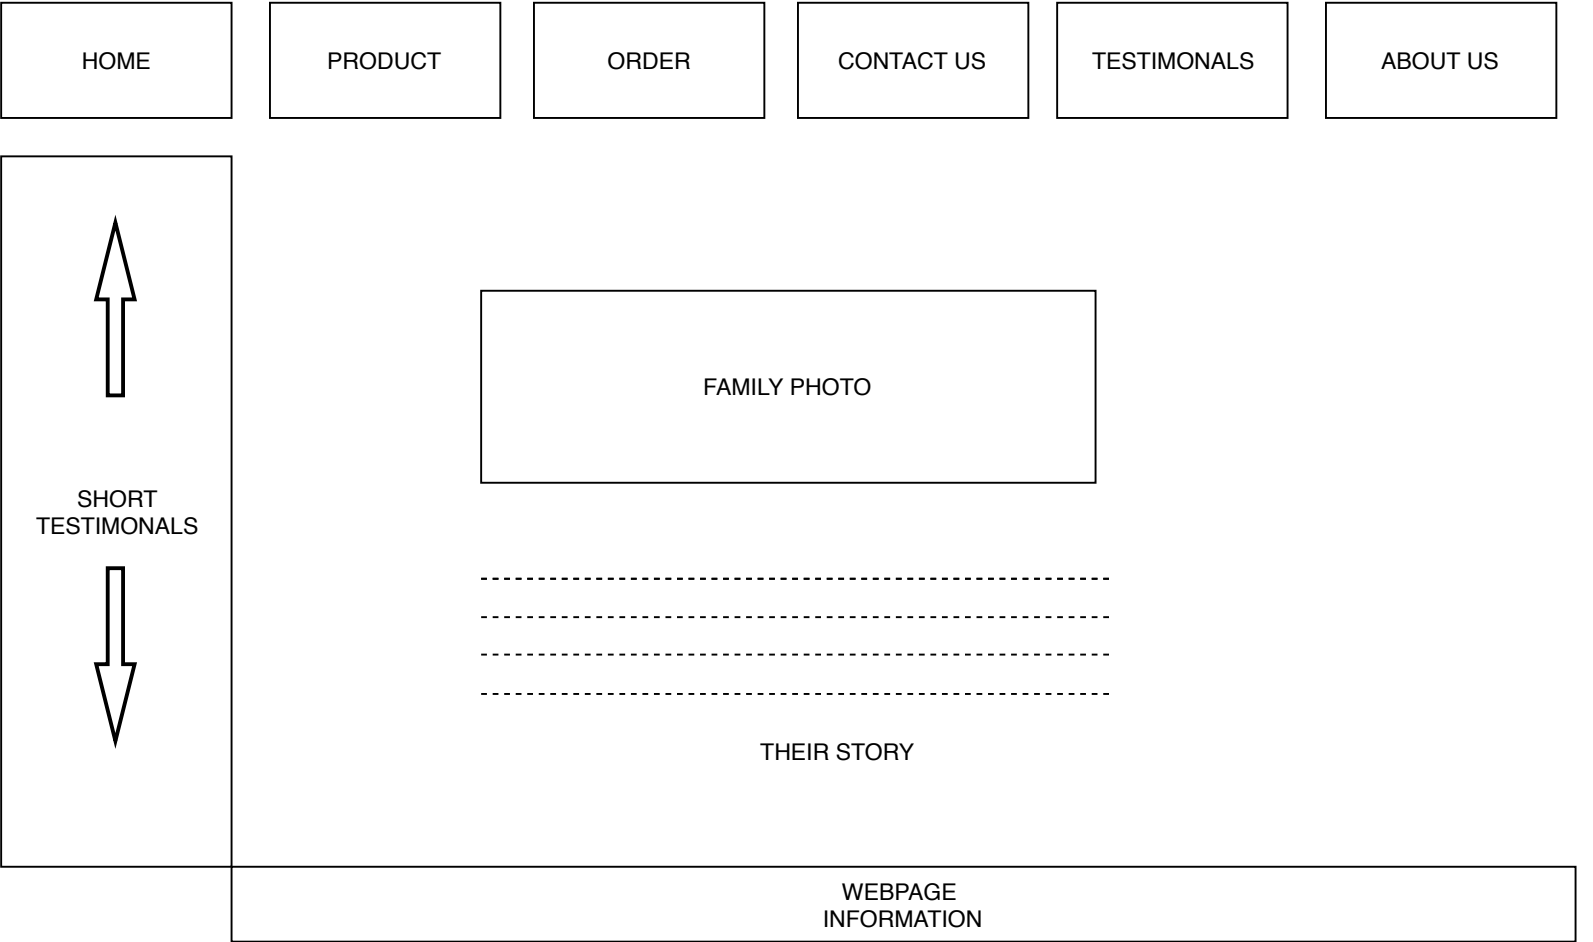 HOME
PRODUCT
ORDER
CONTACT US
TESTIMONALS
ABOUT US
SHORT
TESTIMONALS
FAMILY PHOTO
THEIR STORY
WEBPAGE
INFORMATION